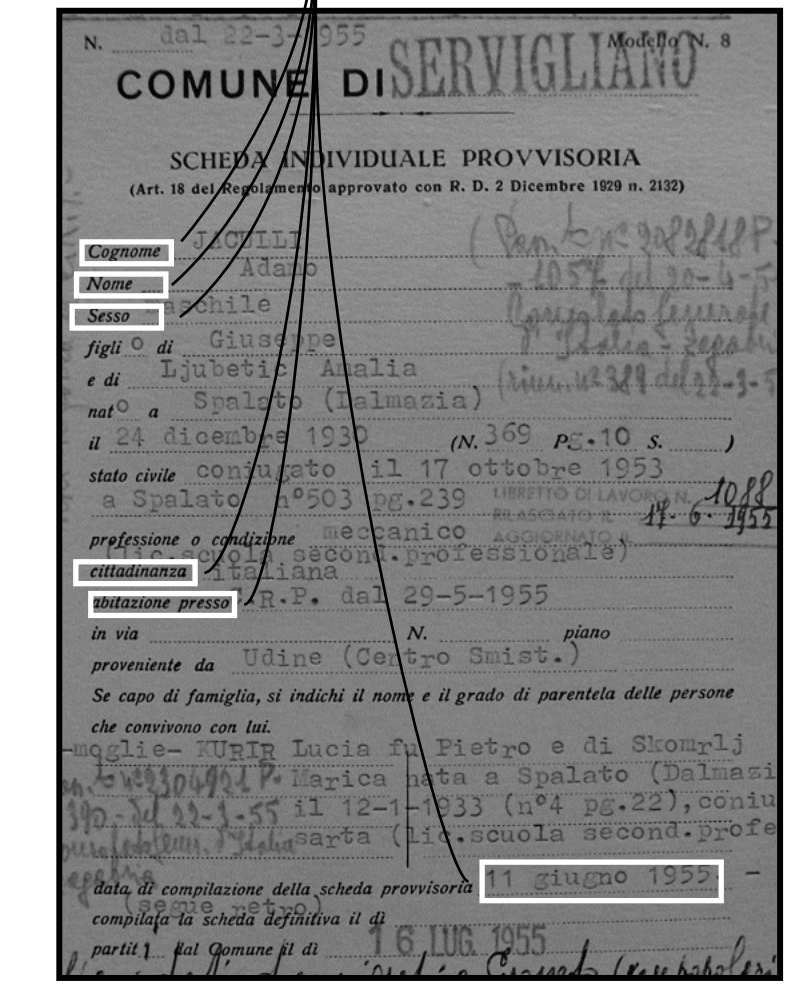 N. dal 22-3-1955 Modello N. 8
COMUNE DI SERVIGLIANO
SCHEDA INDIVIDUALE PROVVISORIA
(Art. 18 del Regolamento approvato con R. D. 2 Dicembre 1929 n. 2132)
Cognome JACULLI
Nome Adamo
Sesso Maschile
figli o di Giuseppe
e di Ljubetic Analia
nato a Spalato (Dalmazia)
il 24 dicembre 1930 (N. 369 Pg. 10 S. )
stato civile coniugato il 17 ottobre 1953
a Spalato n°503 pg.239 LIBRETTO DI LAVORO N. 1088
RILASCIATO IL 17-6-1955
AGGIORNATO IL
professione o condizione meccanico
(lic.scuola second.professionale)
cittadinanza italiana
abitazione presso C.R.P. dal 29-5-1955
in via N. piano
proveniente da Udine (Centro Smist.)
Se capo di famiglia, si indichi il nome e il grado di parentela delle persone
che convivono con lui.
-moglie- KURIR Lucia fu Pietro e di Skomrlj
Marica nata a Spalato (Dalmazi
il 12-1-1933 (n°4 pg.22), coniu
sarta (lic.scuola second.profe
data di compilazione della scheda provvisoria 11 giugno 1955. -
(segue retro)
compilata la scheda definitiva il dì
partit i dal Comune il dì 16 LUG. 1955